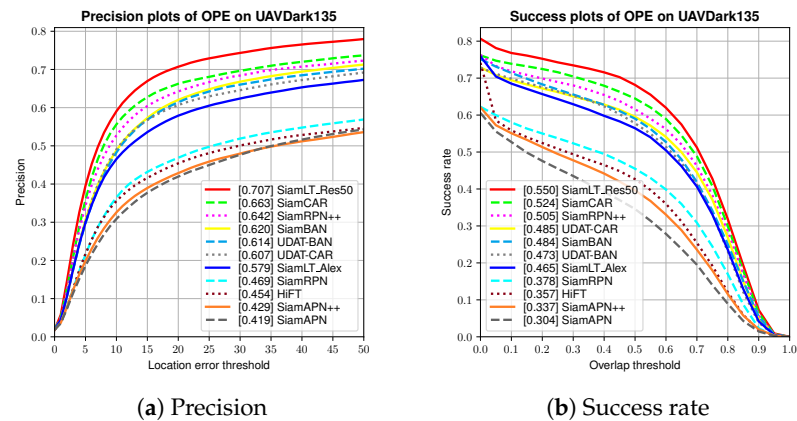 Precision plots of OPE on UAVDark135
0.8
0.7
0.6
0.5
0.4
0.3
0.2
0.1
0.0
Precision
[0.707] SiamLT_Res50
[0.663] SiamCAR
[0.642] SiamRPN++
[0.620] SiamBAN
[0.614] UDAT-BAN
[0.607] UDAT-CAR
[0.579] SiamLT_Alex
[0.469] SiamRPN
[0.454] HiFT
[0.429] SiamAPN++
[0.419] SiamAPN
0 5 10 15 20 25 30 35 40 45 50
Location error threshold
(a) Precision
Success plots of OPE on UAVDark135
0.8
0.7
0.6
0.5
0.4
0.3
0.2
0.1
0.0
Success rate
[0.550] SiamLT_Res50
[0.524] SiamCAR
[0.505] SiamRPN++
[0.485] UDAT-CAR
[0.484] SiamBAN
[0.473] UDAT-BAN
[0.465] SiamLT_Alex
[0.378] SiamRPN
[0.357] HiFT
[0.337] SiamAPN++
[0.304] SiamAPN
0.0 0.1 0.2 0.3 0.4 0.5 0.6 0.7 0.8 0.9 1.0
Overlap threshold
(b) Success rate